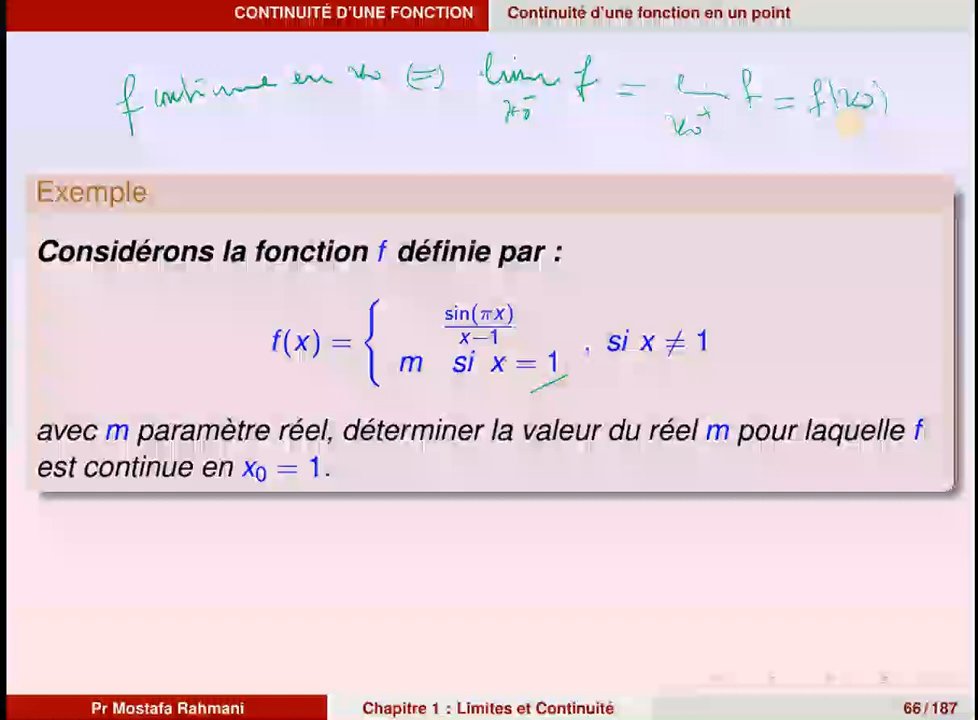 CONTINUITÉ D'UNE FONCTION Continuité d'une fonction en un point
f continue en x₀ (=) lim x₀⁻ f = x₀⁺ f = f(x₀)
Exemple
Considérons la fonction f définie par :
f(x) = { sin(πx)/(x−1) , si x ≠ 1
m si x = 1
avec m paramètre réel, déterminer la valeur du réel m pour laquelle f
est continue en x₀ = 1.
Pr Mostafa Rahmani Chapitre 1 : Limites et Continuité 66/187